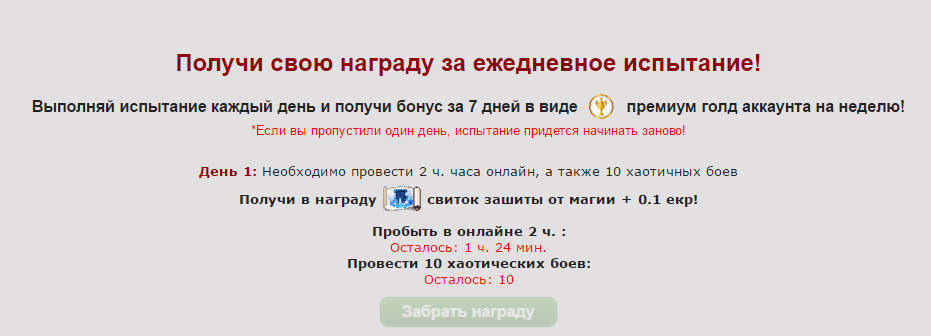 Получи свою награду за ежедневное испытание!
Выполняй испытание каждый день и получи бонус за 7 дней в виде премиум голд аккаунта на неделю!
*Если вы пропустили один день, испытание придется начинать заново!
День 1: Необходимо провести 2 ч. часа онлайн, а также 10 хаотичных боев
Получи в награду свиток зашиты от магии + 0.1 екр!
Пробыть в онлайне 2 ч. :
Осталось: 1 ч. 24 мин.
Провести 10 хаотических боев:
Осталось: 10
Забрать награду